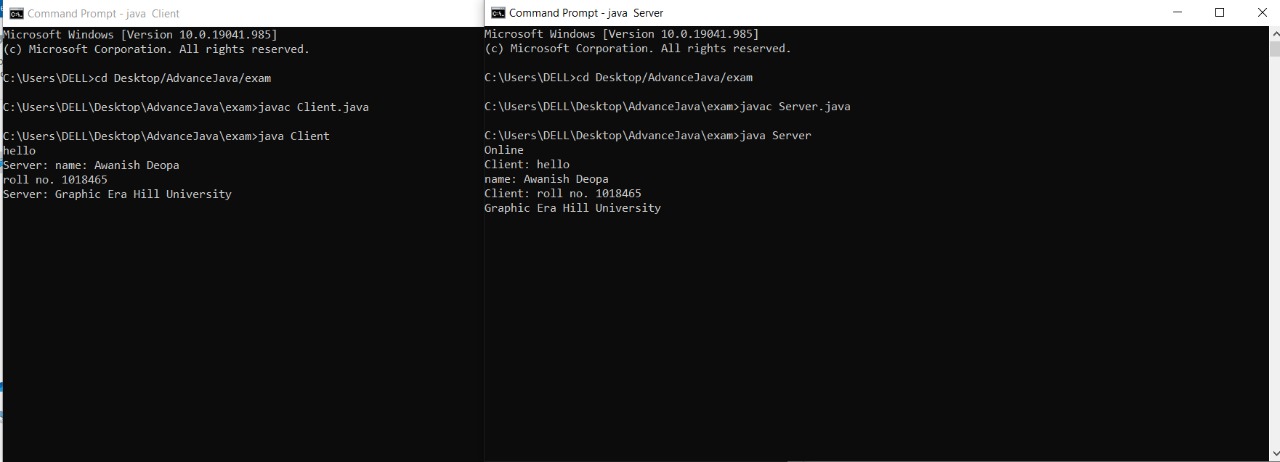 Command Prompt - java  Client
Microsoft Windows [Version 10.0.19041.985]
(c) Microsoft Corporation. All rights reserved.
C:\Users\DELL>cd Desktop/AdvanceJava/exam
C:\Users\DELL\Desktop\AdvanceJava\exam>javac Client.java
C:\Users\DELL\Desktop\AdvanceJava\exam>java Client
hello
Server: name: Awanish Deopa
roll no. 1018465
Server: Graphic Era Hill University
Command Prompt - java  Server
Microsoft Windows [Version 10.0.19041.985]
(c) Microsoft Corporation. All rights reserved.
C:\Users\DELL>cd Desktop/AdvanceJava/exam
C:\Users\DELL\Desktop\AdvanceJava\exam>javac Server.java
C:\Users\DELL\Desktop\AdvanceJava\exam>java Server
Online
Client: hello
name: Awanish Deopa
Client: roll no. 1018465
Graphic Era Hill University